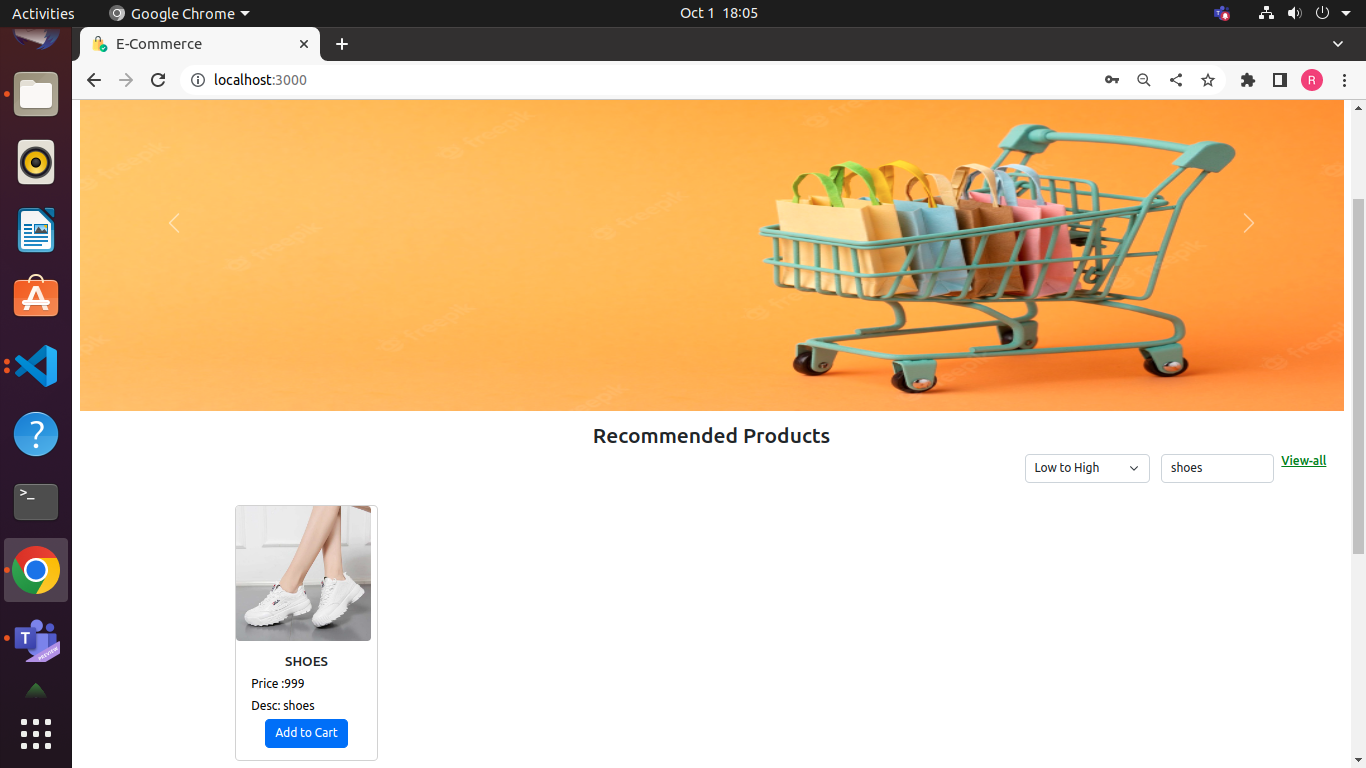 Activities Google Chrome Oct 1 18:05
E-Commerce
localhost:3000 R
freepik
Recommended Products
Low to High shoes View-all
SHOES
Price :999
Desc: shoes
Add to Cart